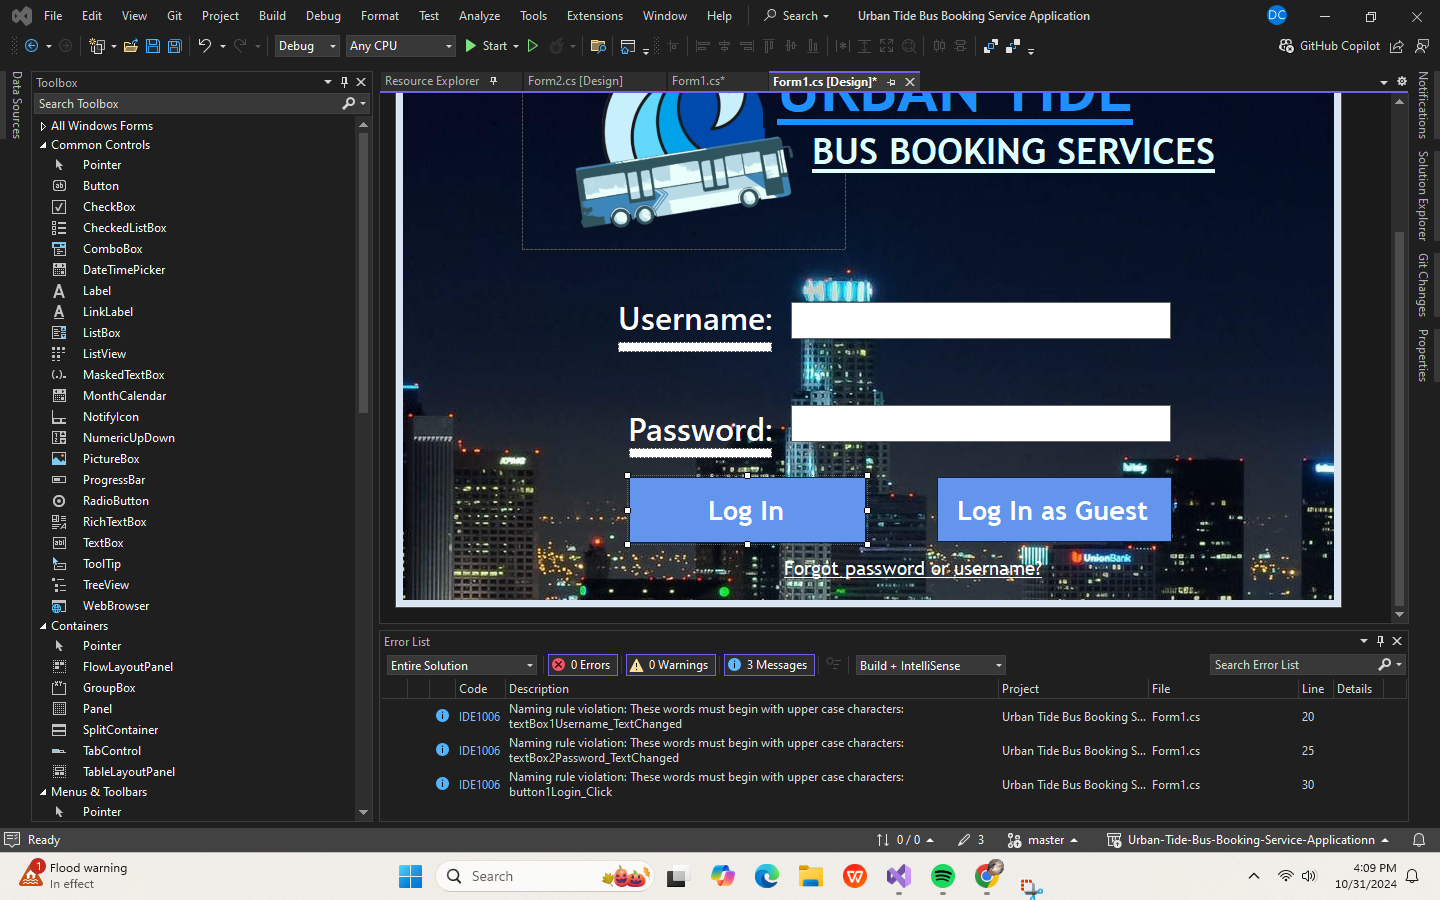 File Edit View Git Project Build Debug Format Test Analyze Tools Extensions Window Help Search Urban Tide Bus Booking Service Application DC
Debug Any CPU Start GitHub Copilot
Data Sources
Toolbox
Search Toolbox
All Windows Forms
Common Controls
Pointer
Button
CheckBox
CheckedListBox
ComboBox
DateTimePicker
Label
LinkLabel
ListBox
ListView
MaskedTextBox
MonthCalendar
NotifyIcon
NumericUpDown
PictureBox
ProgressBar
RadioButton
RichTextBox
TextBox
ToolTip
TreeView
WebBrowser
Containers
Pointer
FlowLayoutPanel
GroupBox
Panel
SplitContainer
TabControl
TableLayoutPanel
Menus & Toolbars
Pointer
Resource Explorer Form2.cs [Design] Form1.cs* Form1.cs [Design]*
URBAN TIDE
BUS BOOKING SERVICES
Username:
Password:
KPMG
Log In Log In as Guest
UnionBank
Forgot password or username?
Notifications
Solution Explorer
Git Changes
Properties
Error List
Entire Solution 0 Errors 0 Warnings 3 Messages Build + IntelliSense Search Error List
Code Description Project File Line Details
IDE1006 Naming rule violation: These words must begin with upper case characters: textBox1Username_TextChanged Urban Tide Bus Booking S... Form1.cs 20
IDE1006 Naming rule violation: These words must begin with upper case characters: textBox2Password_TextChanged Urban Tide Bus Booking S... Form1.cs 25
IDE1006 Naming rule violation: These words must begin with upper case characters: button1Login_Click Urban Tide Bus Booking S... Form1.cs 30
Ready 0 / 0 3 master Urban-Tide-Bus-Booking-Service-Applicationn
1 Flood warning
In effect
Search
4:09 PM
10/31/2024